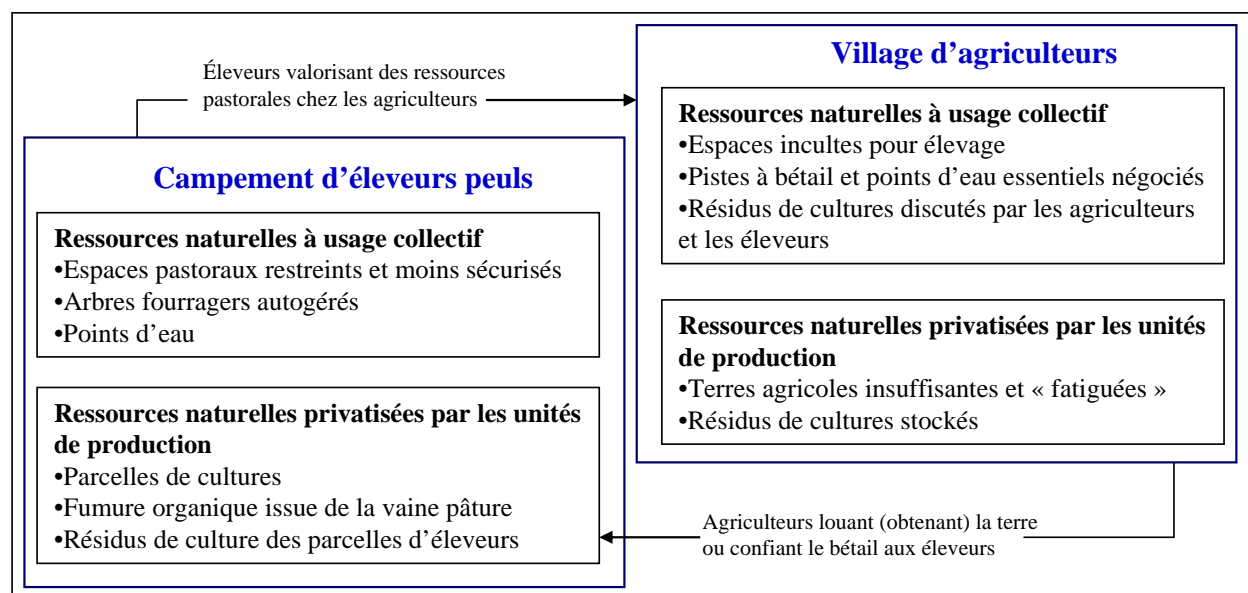 Éleveurs valorisant des ressources
pastorales chez les agriculteurs
Campement d’éleveurs peuls
Ressources naturelles à usage collectif
•Espaces pastoraux restreints et moins sécurisés
•Arbres fourragers autogérés
•Points d’eau
Ressources naturelles privatisées par les unités
de production
•Parcelles de cultures
•Fumure organique issue de la vaine pâture
•Résidus de culture des parcelles d’éleveurs
Village d’agriculteurs
Ressources naturelles à usage collectif
•Espaces incultes pour élevage
•Pistes à bétail et points d’eau essentiels négociés
•Résidus de cultures discutés par les agriculteurs
et les éleveurs
Ressources naturelles privatisées par les unités
de production
•Terres agricoles insuffisantes et « fatiguées »
•Résidus de cultures stockés
Agriculteurs louant (obtenant) la terre
ou confiant le bétail aux éleveurs